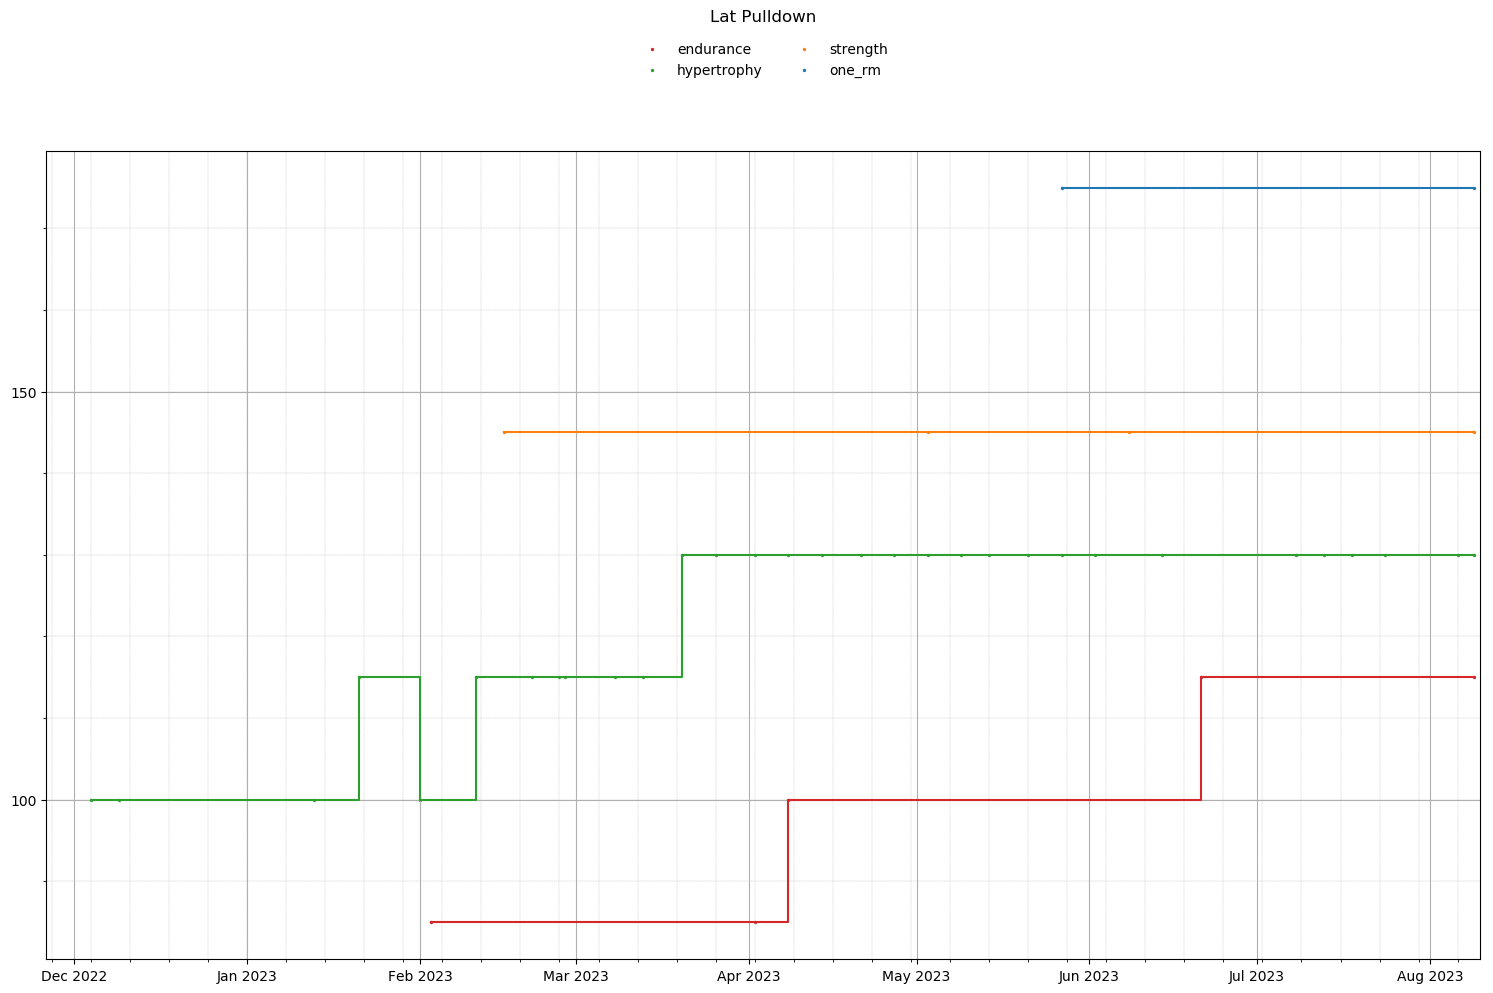 Lat Pulldown
endurance strength
hypertrophy one_rm
150
100
Dec 2022 Jan 2023 Feb 2023 Mar 2023 Apr 2023 May 2023 Jun 2023 Jul 2023 Aug 2023